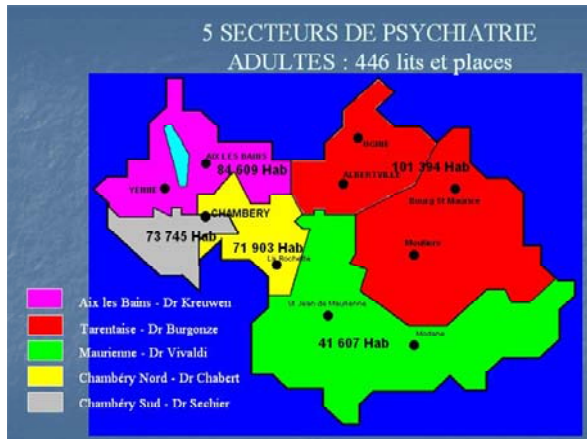 5 SECTEURS DE PSYCHIATRIE
ADULTES : 446 lits et places
UGINE
AIX LES BAINS
84 609 Hab
101 394 Hab
ALBERTVILLE
YENNE
Bourg St Maurice
CHAMBERY
73 745 Hab
71 903 Hab
Moutiers
La Rochette
St Jean de Maurienne
41 607 Hab
Modane
Aix les Bains - Dr Kreuwen
Tarentaise - Dr Burgonze
Maurienne - Dr Vivaldi
Chambéry Nord - Dr Chabert
Chambéry Sud - Dr Sechier